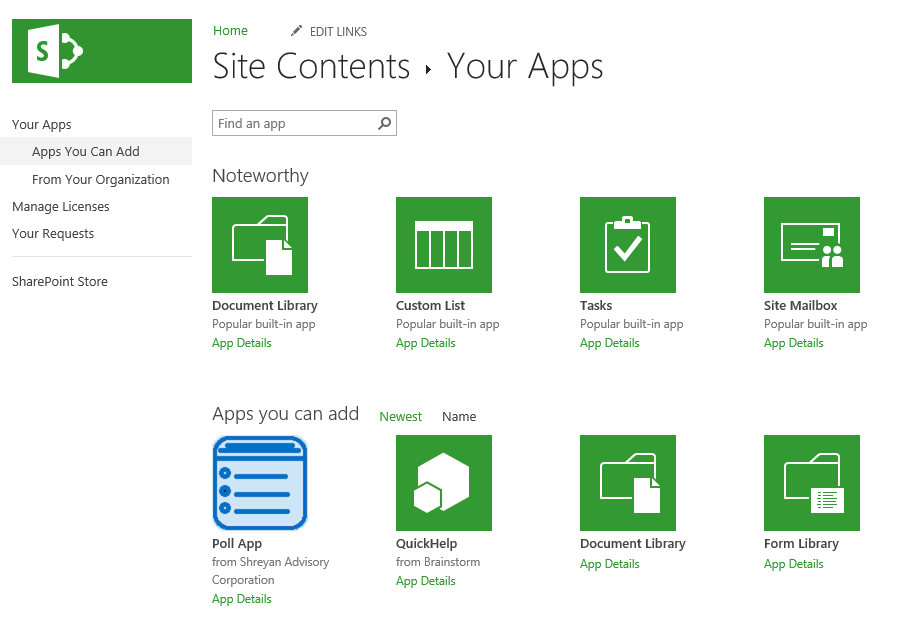 S
Home
EDIT LINKS
Site Contents ▸ Your Apps
Find an app
Your Apps
Apps You Can Add
From Your Organization
Manage Licenses
Your Requests
SharePoint Store
Noteworthy
Document Library
Popular built-in app
App Details
Custom List
Popular built-in app
App Details
Tasks
Popular built-in app
App Details
Site Mailbox
Popular built-in app
App Details
Apps you can add
Newest
Name
Poll App
from Shreyan Advisory
Corporation
App Details
QuickHelp
from Brainstorm
App Details
Document Library
App Details
Form Library
App Details